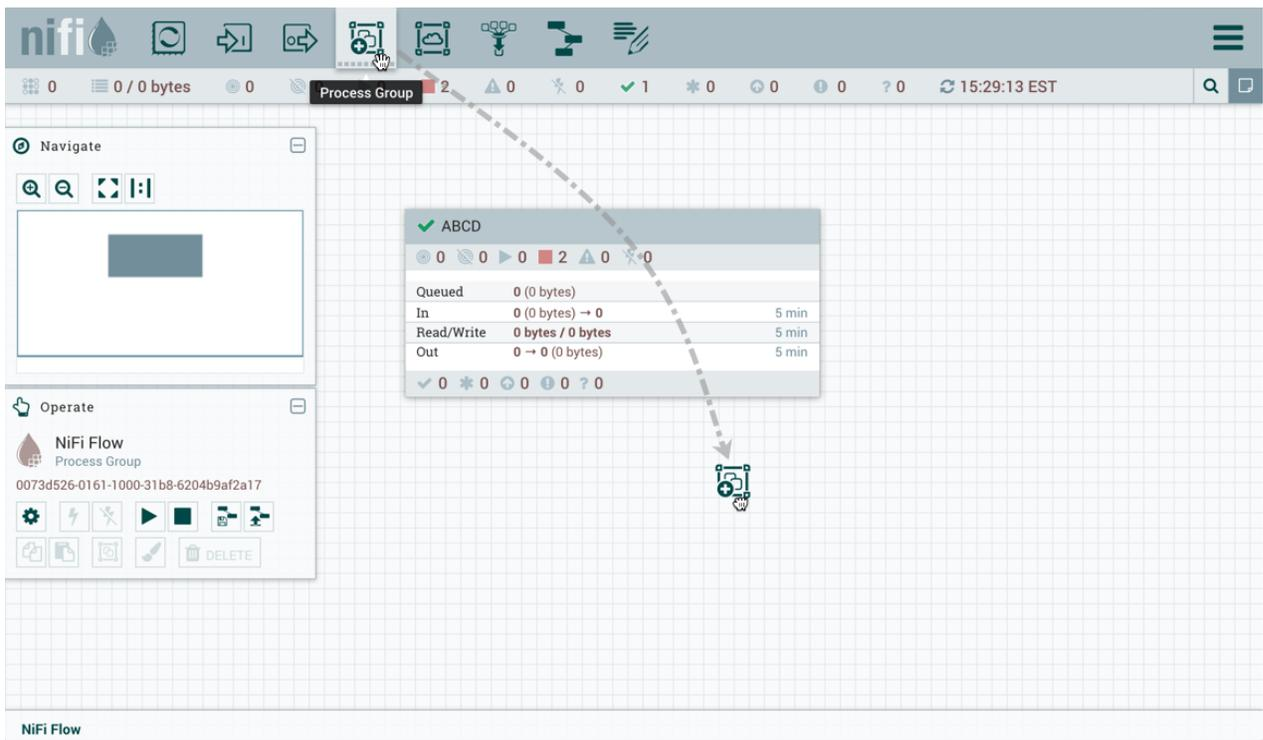 nifi
0 0 / 0 bytes 0 2 0 0 1 0 0 0 ? 0 15:29:13 EST
Process Group
Navigate
ABCD
0 0 0 2 0 0
Queued 0 (0 bytes)
In 0 (0 bytes) → 0 5 min
Read/Write 0 bytes / 0 bytes 5 min
Out 0 → 0 (0 bytes) 5 min
0 0 0 0 ? 0
Operate
NiFi Flow
Process Group
0073d526-0161-1000-31b8-6204b9af2a17
DELETE
NiFi Flow